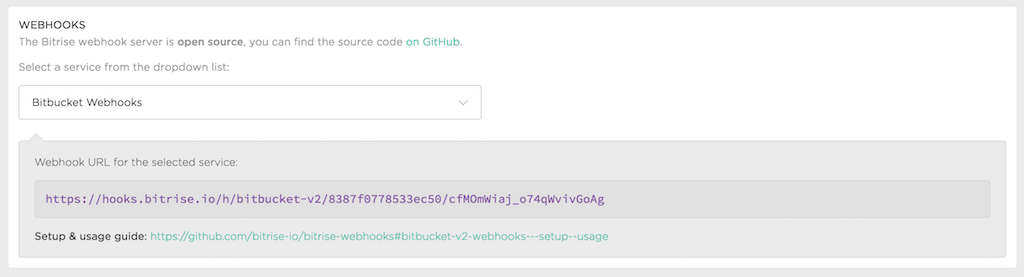 WEBHOOKS
The Bitrise webhook server is open source, you can find the source code on GitHub.
Select a service from the dropdown list:
Bitbucket Webhooks
Webhook URL for the selected service:
https://hooks.bitrise.io/h/bitbucket-v2/8387f0778533ec50/cfMOmWiaj_o74qWvivGoAg
Setup & usage guide: https://github.com/bitrise-io/bitrise-webhooks#bitbucket-v2-webhooks---setup--usage